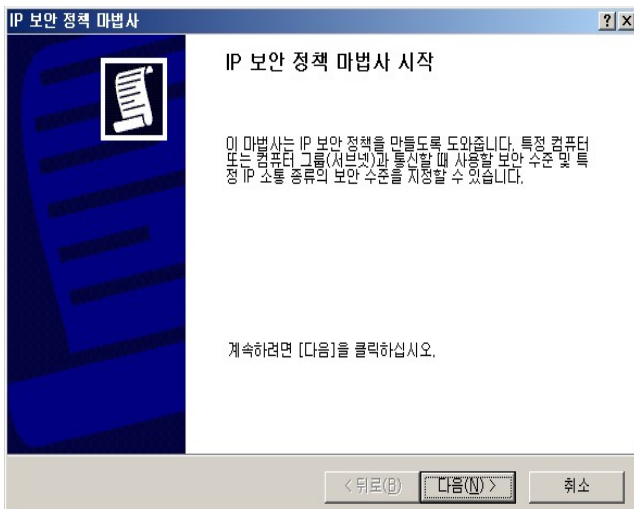 IP 보안 정책 마법사
IP 보안 정책 마법사 시작
이 마법사는 IP 보안 정책을 만들도록 도와줍니다. 특정 컴퓨터
또는 컴퓨터 그룹(서브넷)과 통신할 때 사용할 보안 수준 및 특
정 IP 소통 종류의 보안 수준을 지정할 수 있습니다.
계속하려면 [다음]을 클릭하십시오.
< 뒤로(B) 다음(N) > 취소